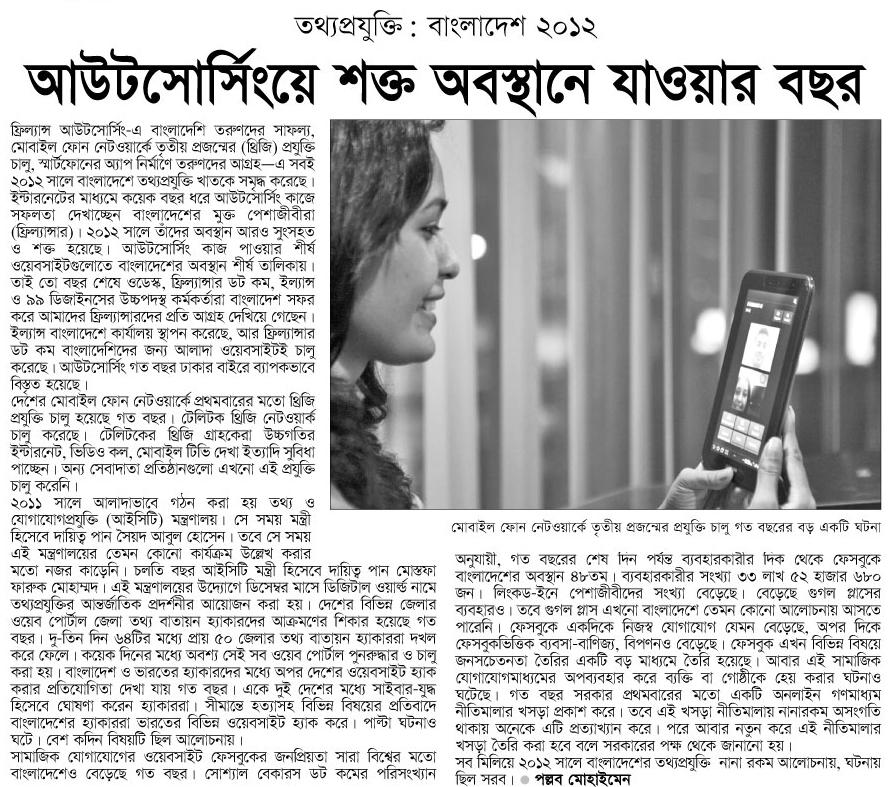 তথ্যপ্রযুক্তি : বাংলাদেশ ২০১২
আউটসোর্সিংয়ে শক্ত অবস্থানে যাওয়ার বছর
ফ্রিল্যান্স আউটসোর্সিং-এ বাংলাদেশি তরুণদের সাফল্য,
মোবাইল ফোন নেটওয়ার্কে তৃতীয় প্রজন্মের (থ্রিজি) প্রযুক্তি
চালু, স্মার্টফোনের অ্যাপ নির্মাণে তরুণদের আগ্রহ—এ সবই
২০১২ সালে বাংলাদেশে তথ্যপ্রযুক্তি খাতকে সমৃদ্ধ করেছে।
ইন্টারনেটের মাধ্যমে কয়েক বছর ধরে আউটসোর্সিং কাজে
সফলতা দেখাচ্ছেন বাংলাদেশের মুক্ত পেশাজীবীরা
(ফ্রিল্যান্সার)। ২০১২ সালে তাঁদের অবস্থান আরও সুংসহত
ও শক্ত হয়েছে। আউটসোর্সিং কাজ পাওয়ার শীর্ষ
ওয়েবসাইটগুলোতে বাংলাদেশের অবস্থান শীর্ষ তালিকায়।
তাই তো বছর শেষে ওডেস্ক, ফ্রিল্যান্সার ডট কম, ইল্যান্স
ও ৯৯ ডিজাইনসের উচ্চপদস্থ কর্মকর্তারা বাংলাদেশ সফর
করে আমাদের ফ্রিল্যান্সারদের প্রতি আগ্রহ দেখিয়ে গেছেন।
ইল্যান্স বাংলাদেশে কার্যালয় স্থাপন করেছে, আর ফ্রিল্যান্সার
ডট কম বাংলাদেশিদের জন্য আলাদা ওয়েবসাইটই চালু
করেছে। আউটসোর্সিং গত বছর ঢাকার বাইরে ব্যাপকভাবে
বিস্তৃত হয়েছে।
দেশের মোবাইল ফোন নেটওয়ার্কে প্রথমবারের মতো থ্রিজি
প্রযুক্তি চালু হয়েছে গত বছর। টেলিটক থ্রিজি নেটওয়ার্ক
চালু করেছে। টেলিটকের থ্রিজি গ্রাহকেরা উচ্চগতির
ইন্টারনেট, ভিডিও কল, মোবাইল টিভি দেখা ইত্যাদি সুবিধা
পাচ্ছেন। অন্য সেবাদাতা প্রতিষ্ঠানগুলো এখনো এই প্রযুক্তি
চালু করেনি।
২০১১ সালে আলাদাভাবে গঠন করা হয় তথ্য ও
যোগাযোগপ্রযুক্তি (আইসিটি) মন্ত্রণালয়। সে সময় মন্ত্রী
হিসেবে দায়িত্ব পান সৈয়দ আবুল হোসেন। তবে সে সময়
এই মন্ত্রণালয়ের তেমন কোনো কার্যক্রম উল্লেখ করার
মতো নজর কাড়েনি। চলতি বছর আইসিটি মন্ত্রী হিসেবে দায়িত্ব পান মোস্তফা
ফারুক মোহাম্মদ। এই মন্ত্রণালয়ের উদ্যোগে ডিসেম্বর মাসে ডিজিটাল ওয়ার্ল্ড নামে
তথ্যপ্রযুক্তির আন্তর্জাতিক প্রদর্শনীর আয়োজন করা হয়। দেশের বিভিন্ন জেলার
ওয়েব পোর্টাল জেলা তথ্য বাতায়ন হ্যাকারদের আক্রমণের শিকার হয়েছে গত
বছর। দু-তিন দিন ৬৪টির মধ্যে প্রায় ৫০ জেলার তথ্য বাতায়ন হ্যাকাররা দখল
করে ফেলে। কয়েক দিনের মধ্যে অবশ্য সেই সব ওয়েব পোর্টাল পুনরুদ্ধার ও চালু
করা হয়। বাংলাদেশ ও ভারতের হ্যাকারদের মধ্যে অপর দেশের ওয়েবসাইট হ্যাক
করার প্রতিযোগিতা দেখা যায় গত বছর। একে দুই দেশের মধ্যে সাইবার-যুদ্ধ
হিসেবে ঘোষণা করেন হ্যাকাররা। সীমান্তে হত্যাসহ বিভিন্ন বিষয়ের প্রতিবাদে
বাংলাদেশের হ্যাকাররা ভারতের বিভিন্ন ওয়েবসাইট হ্যাক করে। পাল্টা ঘটনাও
ঘটে। বেশ কদিন বিষয়টি ছিল আলোচনায়।
সামাজিক যোগাযোগের ওয়েবসাইট ফেসবুকের জনপ্রিয়তা সারা বিশ্বের মতো
বাংলাদেশেও বেড়েছে গত বছর। সোশ্যাল বেকারস ডট কমের পরিসংখ্যান
মোবাইল ফোন নেটওয়ার্কে তৃতীয় প্রজন্মের প্রযুক্তি চালু গত বছরের বড় একটি ঘটনা
অনুযায়ী, গত বছরের শেষ দিন পর্যন্ত ব্যবহারকারীর দিক থেকে ফেসবুকে
বাংলাদেশের অবস্থান ৪৮তম। ব্যবহারকারীর সংখ্যা ৩৩ লাখ ৫২ হাজার ৬৮০
জন। লিংকড-ইনে পেশাজীবীদের সংখ্যা বেড়েছে। বেড়েছে গুগল প্লাসের
ব্যবহারও। তবে গুগল প্লাস এখনো বাংলাদেশে তেমন কোনো আলোচনায় আসতে
পারেনি। ফেসবুকে একদিকে নিজস্ব যোগাযোগ যেমন বেড়েছে, অপর দিকে
ফেসবুকভিত্তিক ব্যবসা-বাণিজ্য, বিপণনও বেড়েছে। ফেসবুক এখন বিভিন্ন বিষয়ে
জনসচেতনতা তৈরির একটি বড় মাধ্যমে তৈরি হয়েছে। আবার এই সামাজিক
যোগাযোগমাধ্যমের অপব্যবহার করে ব্যক্তি বা গোষ্ঠীকে হেয় করার ঘটনাও
ঘটেছে। গত বছর সরকার প্রথমবারের মতো একটি অনলাইন গণমাধ্যম
নীতিমালার খসড়া প্রকাশ করে। তবে এই খসড়া নীতিমালায় নানারকম অসংগতি
থাকায় অনেকে এটি প্রত্যাখ্যান করে। পরে আবার নতুন করে এই নীতিমালার
খসড়া তৈরি করা হবে বলে সরকারের পক্ষ থেকে জানানো হয়।
সব মিলিয়ে ২০১২ সালে বাংলাদেশের তথ্যপ্রযুক্তি নানা রকম আলোচনায়, ঘটনায়
ছিল সরব। ● পল্লব মোহাইমেন